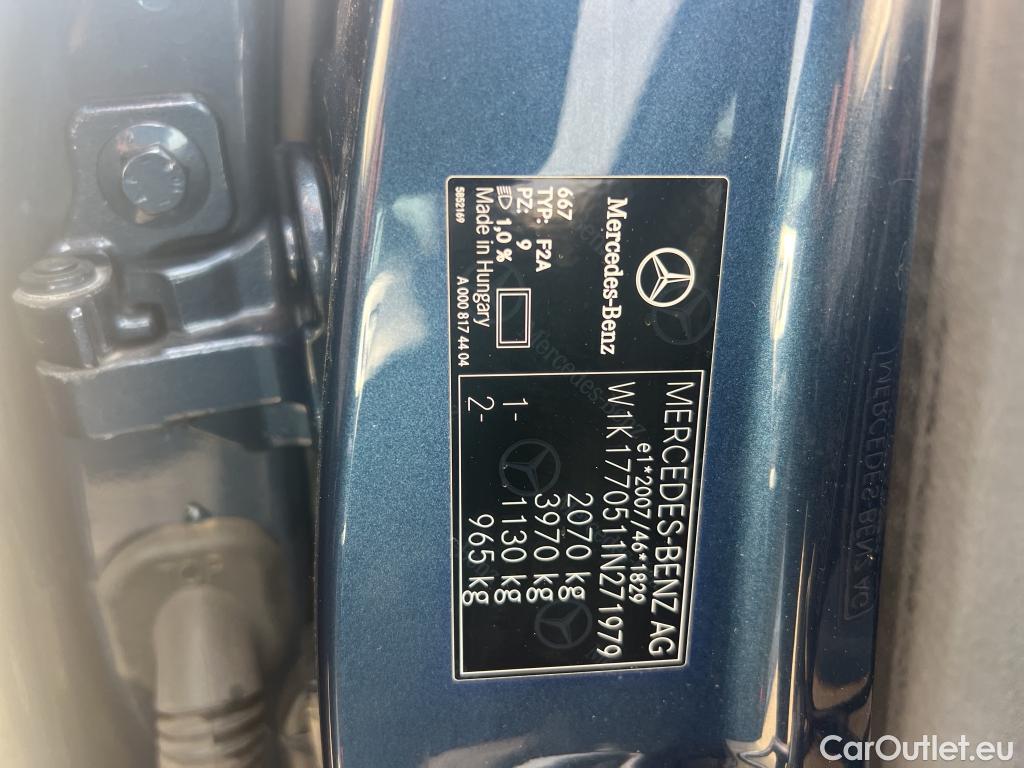 Mercedes-Benz
667
TYP: F2A
PZ: 9
1,0 %
Made in Hungary
5852169
A 000 817 44 04
MERCEDES-BENZ AG
e1*2007/46*1829
W1K1770511N271979
2070 kg
3970 kg
1- 1130 kg
2- 965 kg
CarOutlet.eu